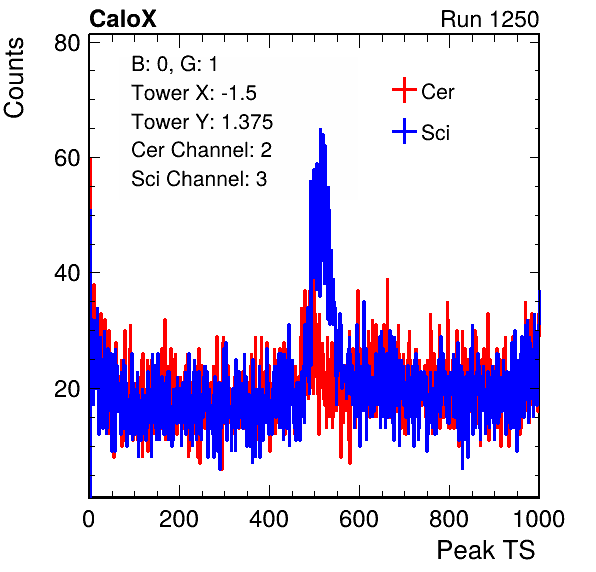 CaloX Run 1250
Counts
80
60
40
20
B: 0, G: 1
Tower X: -1.5
Tower Y: 1.375
Cer Channel: 2
Sci Channel: 3
Cer
Sci
0 200 400 600 800 1000
Peak TS